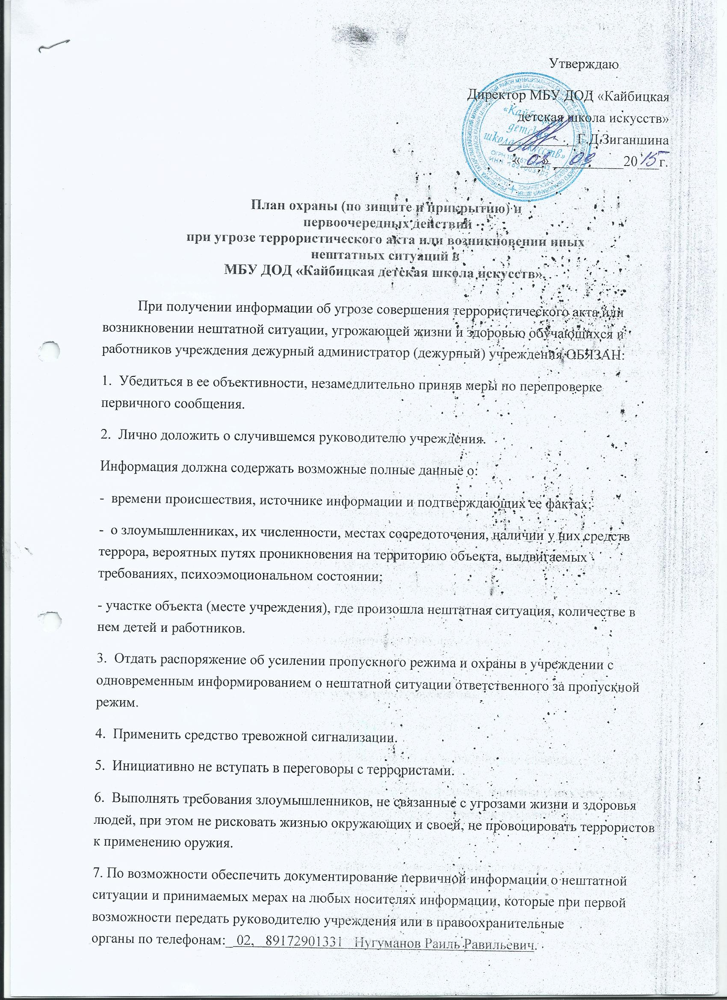 Утверждаю
Директор МБУ ДОД «Кайбицкая
детская школа искусств»
Г.Д.Зиганшина
«02» 09 2015г.
«Кайбицкая
детская
школа искусств»
План охраны (по зищите и прикрытию) и
первоочередных действий
при угрозе террористического акта или возникновении иных
нештатных ситуаций в
МБУ ДОД «Кайбицкая детская школа искусств».
При получении информации об угрозе совершения террористического акта или
возникновении нештатной ситуации, угрожающей жизни и здоровью обучающихся и
работников учреждения дежурный администратор (дежурный) учреждения ОБЯЗАН:
1. Убедиться в ее объективности, незамедлительно приняв меры по перепроверке
первичного сообщения.
2. Лично доложить о случившемся руководителю учреждения.
Информация должна содержать возможные полные данные о:
- времени происшествия, источнике информации и подтверждающих ее фактах;
- о злоумышленниках, их численности, местах сосредоточения, наличии у них средств
террора, вероятных путях проникновения на территорию объекта, выдвигаемых
требованиях, психоэмоциональном состоянии;
- участке объекта (месте учреждения), где произошла нештатная ситуация, количестве в
нем детей и работников.
3. Отдать распоряжение об усилении пропускного режима и охраны в учреждении с
одновременным информированием о нештатной ситуации ответственного за пропускной
режим.
4. Применить средство тревожной сигнализации.
5. Инициативно не вступать в переговоры с террористами.
6. Выполнять требования злоумышленников, не связанные с угрозами жизни и здоровья
людей, при этом не рисковать жизнью окружающих и своей, не провоцировать террористов
к применению оружия.
7. По возможности обеспечить документирование первичной информации о нештатной
ситуации и принимаемых мерах на любых носителях информации, которые при первой
возможности передать руководителю учреждения или в правоохранительные
органы по телефонам: 02, 89172901331 Нугуманов Раиль Равильевич.